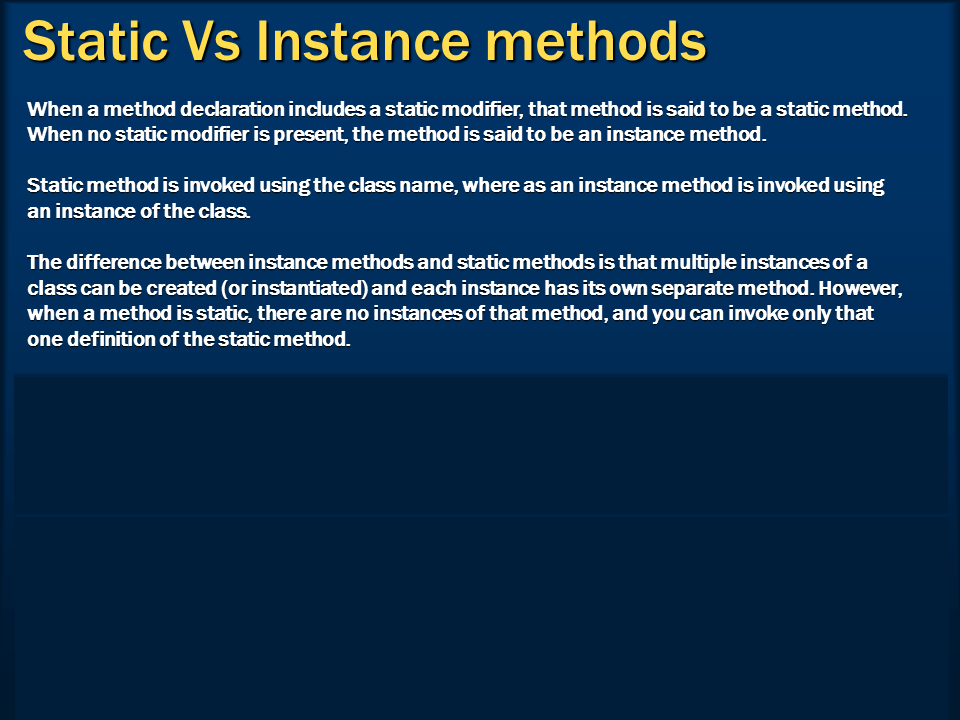 Static Vs Instance methods
When a method declaration includes a static modifier, that method is said to be a static method.
When no static modifier is present, the method is said to be an instance method.
Static method is invoked using the class name, where as an instance method is invoked using
an instance of the class.
The difference between instance methods and static methods is that multiple instances of a
class can be created (or instantiated) and each instance has its own separate method. However,
when a method is static, there are no instances of that method, and you can invoke only that
one definition of the static method.